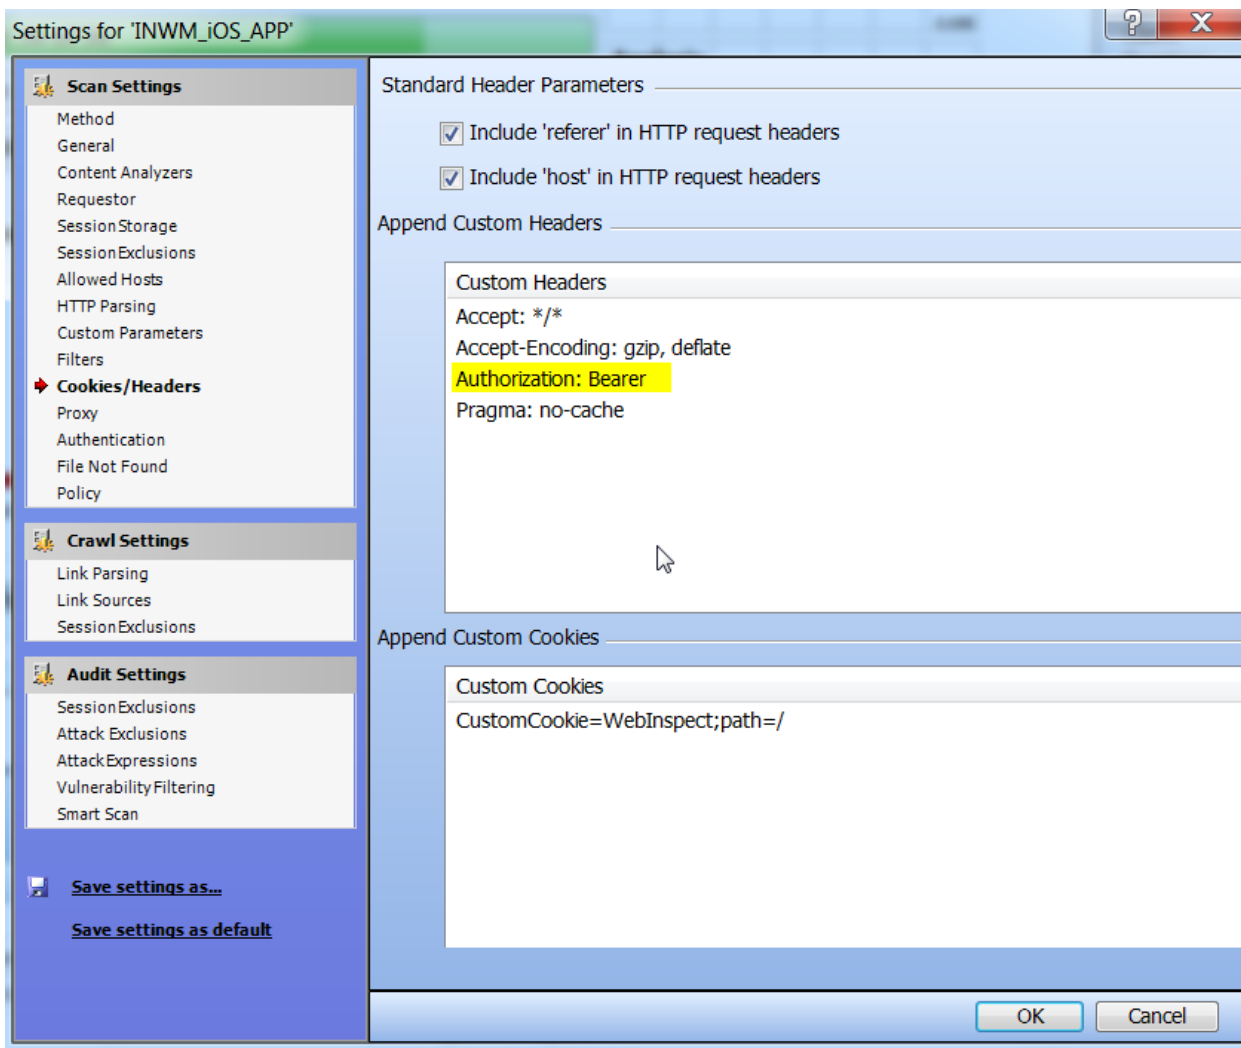 Settings for 'INWM_iOS_APP'
Scan Settings
Method
General
Content Analyzers
Requestor
Session Storage
Session Exclusions
Allowed Hosts
HTTP Parsing
Custom Parameters
Filters
Cookies/Headers
Proxy
Authentication
File Not Found
Policy
Crawl Settings
Link Parsing
Link Sources
Session Exclusions
Audit Settings
Session Exclusions
Attack Exclusions
Attack Expressions
Vulnerability Filtering
Smart Scan
Save settings as...
Save settings as default
Standard Header Parameters
Include 'referer' in HTTP request headers
Include 'host' in HTTP request headers
Append Custom Headers
Custom Headers
Accept: */*
Accept-Encoding: gzip, deflate
Authorization: Bearer
Pragma: no-cache
Append Custom Cookies
Custom Cookies
CustomCookie=WebInspect;path=/
OK
Cancel